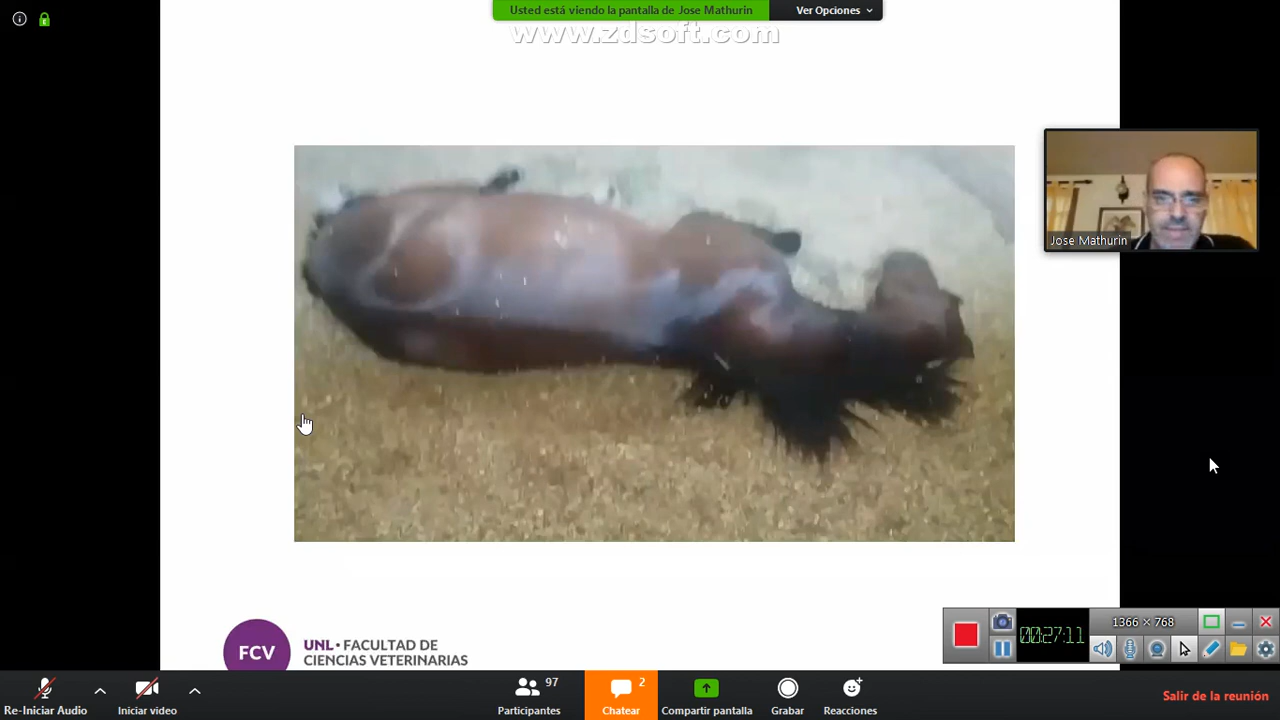 Usted está viendo la pantalla de Jose Mathurin
Ver Opciones
www.zdsoft.com
Jose Mathurin
FCV
UNL • FACULTAD DE
CIENCIAS VETERINARIAS
1366 × 768
00:27:11
Re-Iniciar Audio
Iniciar video
Participantes
97
Chatear
2
Compartir pantalla
Grabar
Reacciones
Salir de la reunión